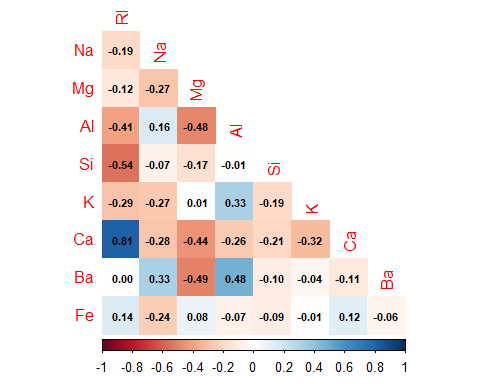 RI
Na -0.19 Na
Mg -0.12 -0.27 Mg
Al -0.41 0.16 -0.48 Al
Si -0.54 -0.07 -0.17 -0.01 Si
K -0.29 -0.27 0.01 0.33 -0.19 K
Ca 0.81 -0.28 -0.44 -0.26 -0.21 -0.32 Ca
Ba 0.00 0.33 -0.49 0.48 -0.10 -0.04 -0.11 Ba
Fe 0.14 -0.24 0.08 -0.07 -0.09 -0.01 0.12 -0.06
-1 -0.8 -0.6 -0.4 -0.2 0 0.2 0.4 0.6 0.8 1